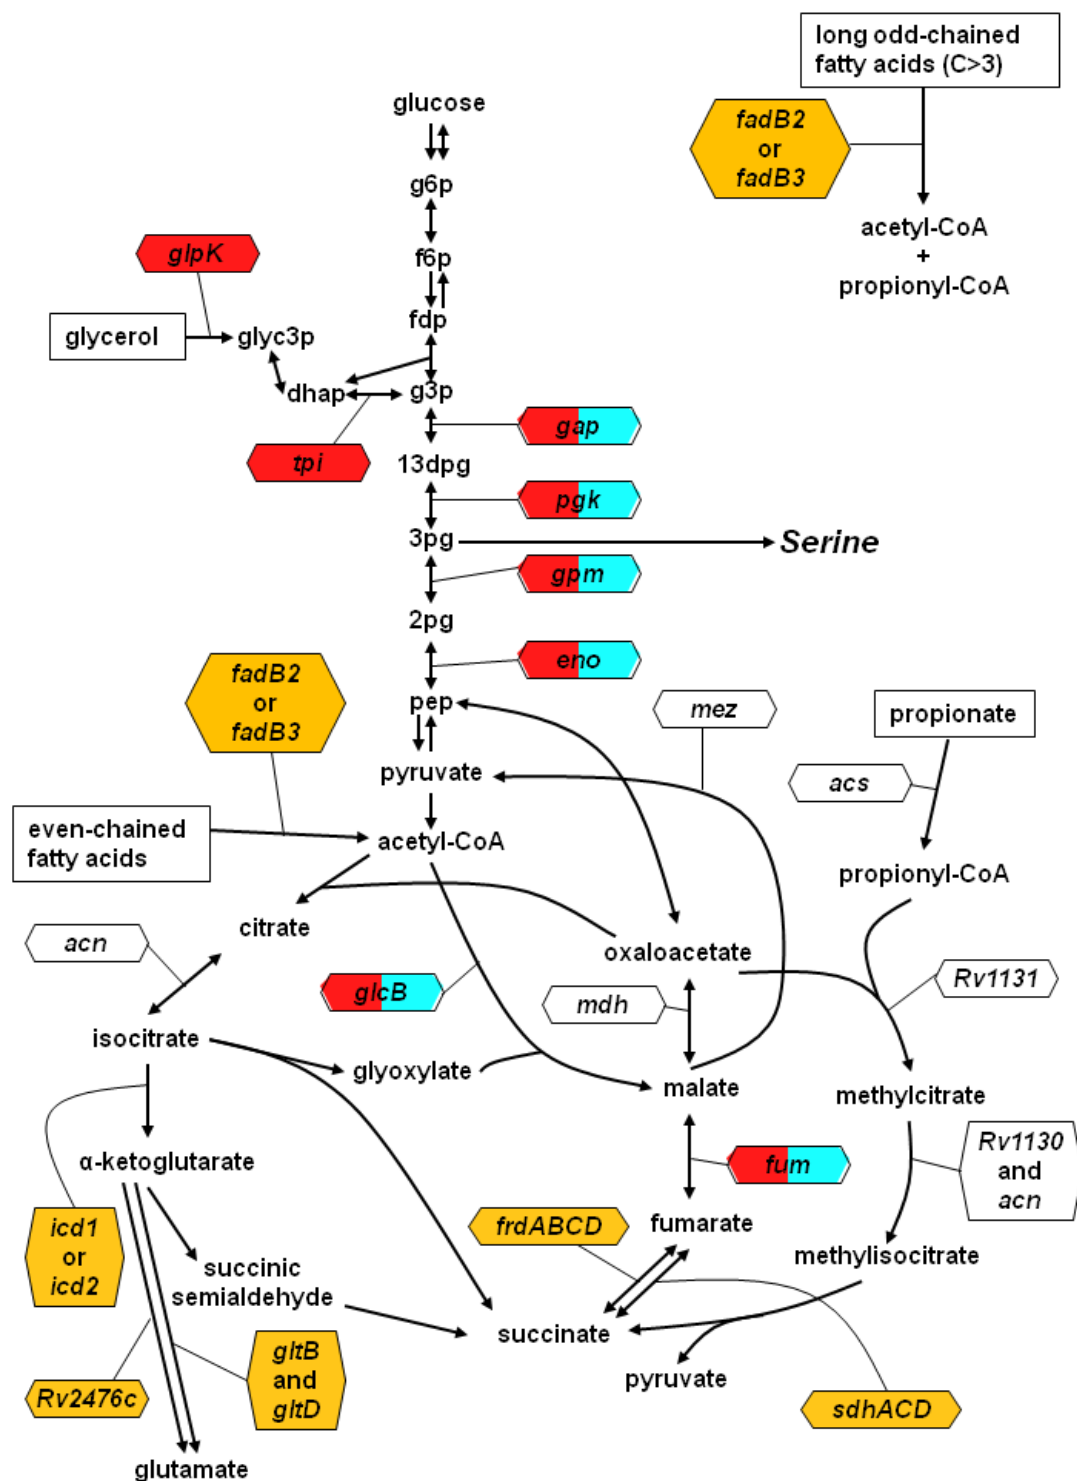 long odd-chained
fatty acids (C>3)
glucose
fadB2
or
fadB3
g6p
acetyl-CoA
+
propionyl-CoA
glpK
f6p
fdp
glycerol
glyc3p
dhap
g3p
gap
tpi
13dpg
pgk
3pg
Serine
gpm
2pg
eno
fadB2
or
fadB3
pep
mez
propionate
pyruvate
acs
even-chained
fatty acids
acetyl-CoA
propionyl-CoA
citrate
acn
oxaloacetate
Rv1131
glcB
mdh
isocitrate
glyoxylate
malate
methylcitrate
α-ketoglutarate
fum
Rv1130
and
acn
icd1
or
icd2
frdABCD
fumarate
methylisocitrate
succinic
semialdehyde
succinate
gltB
and
gltD
pyruvate
Rv2476c
sdhACD
glutamate